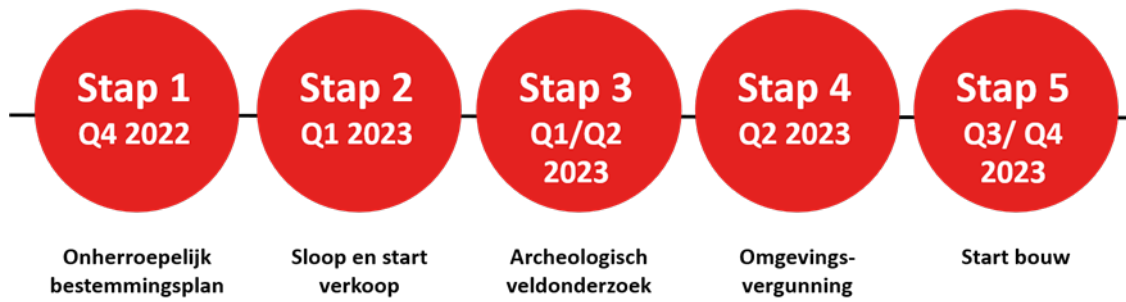 Stap 1
Q4 2022
Stap 2
Q1 2023
Stap 3
Q1/Q2
2023
Stap 4
Q2 2023
Stap 5
Q3/ Q4
2023
Onherroepelijk
bestemmingsplan
Sloop en start
verkoop
Archeologisch
veldonderzoek
Omgevings-
vergunning
Start bouw